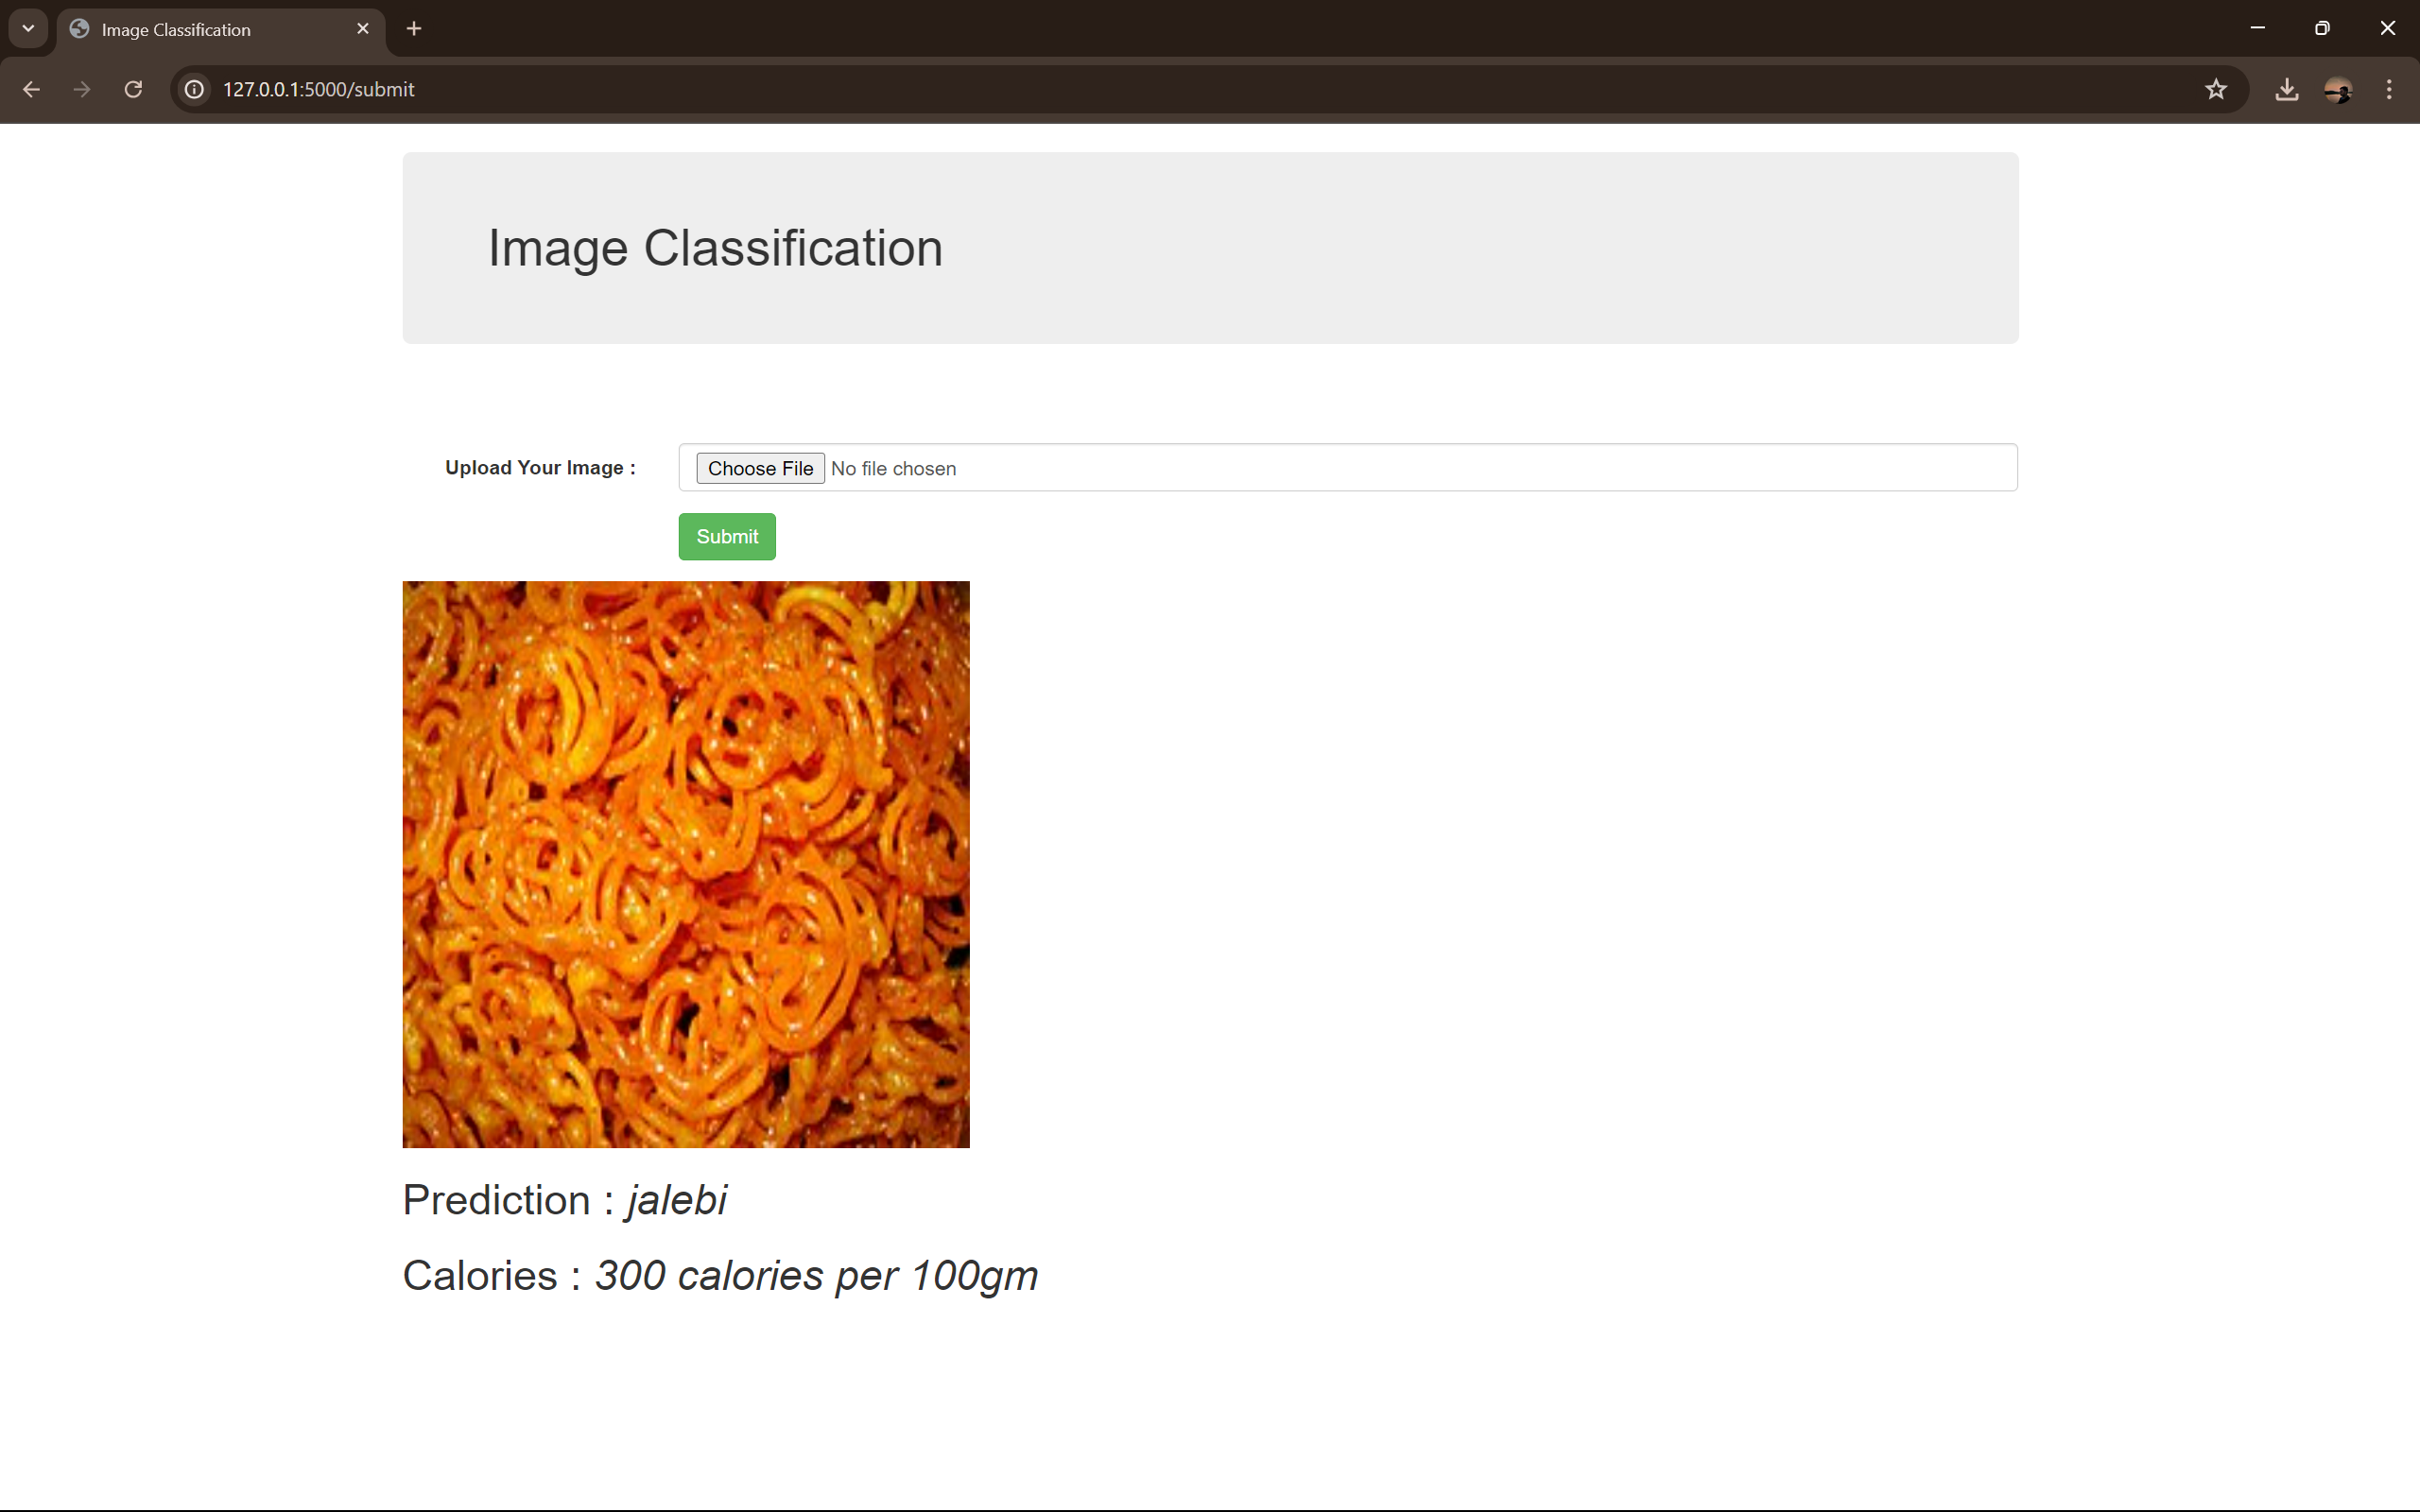 Image Classification
127.0.0.1:5000/submit
Image Classification
Upload Your Image :
Choose File No file chosen
Submit
Prediction : jalebi
Calories : 300 calories per 100gm